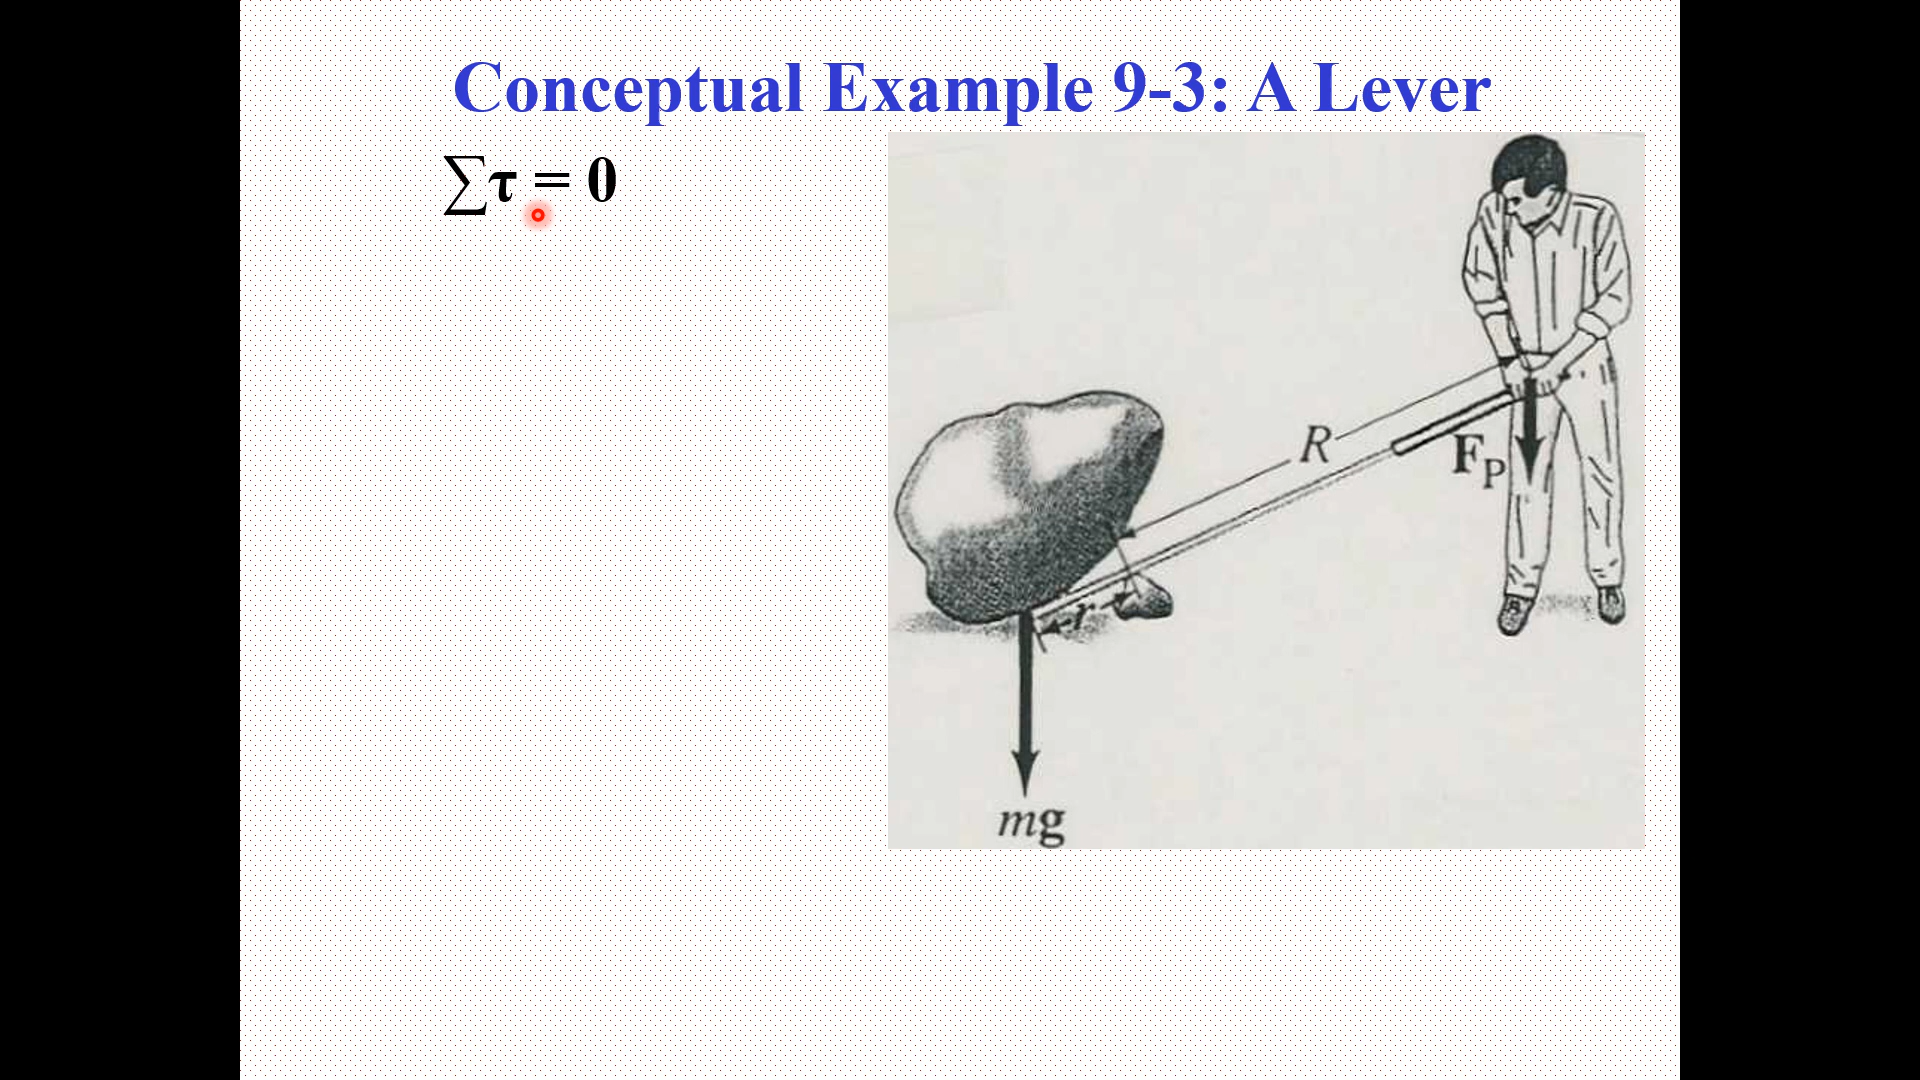 Conceptual Example 9-3: A Lever
∑τ = 0
R
F_P
r
mg